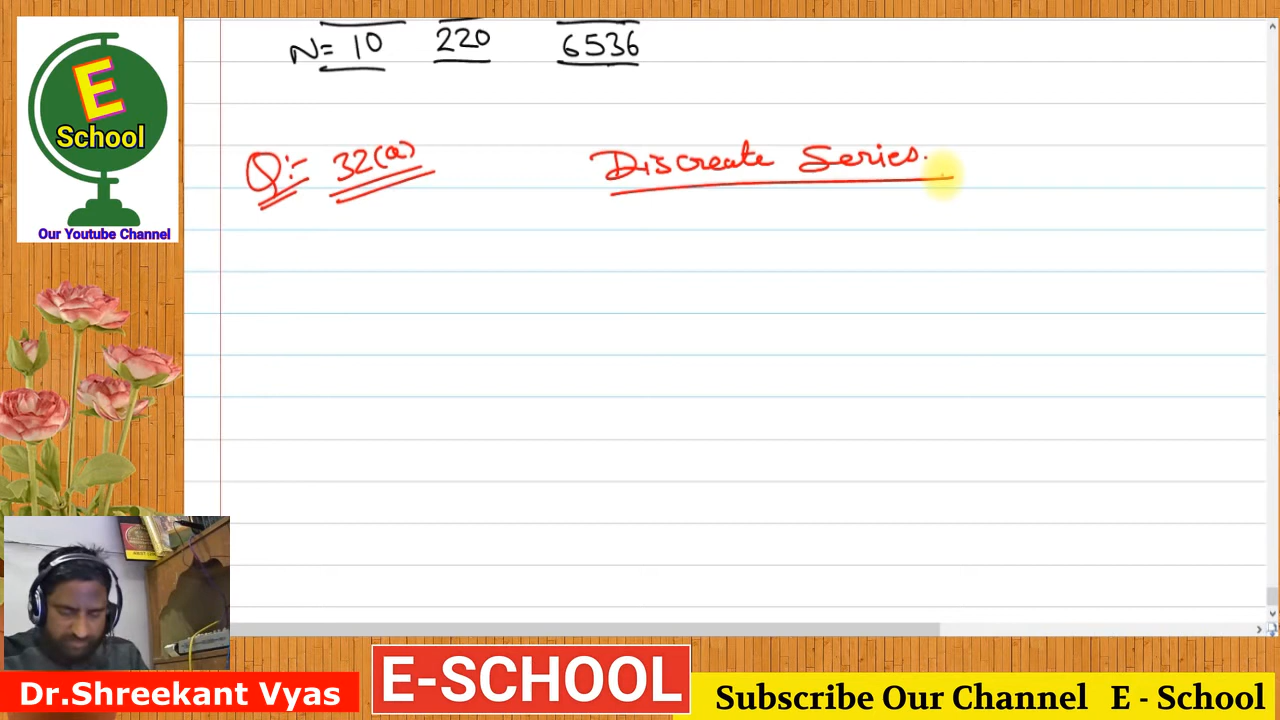 N= 10 220 6536
Q:- 32(a) Discreate Series.
E
School
Our Youtube Channel
Dr.Shreekant Vyas
E-SCHOOL
Subscribe Our Channel E - School